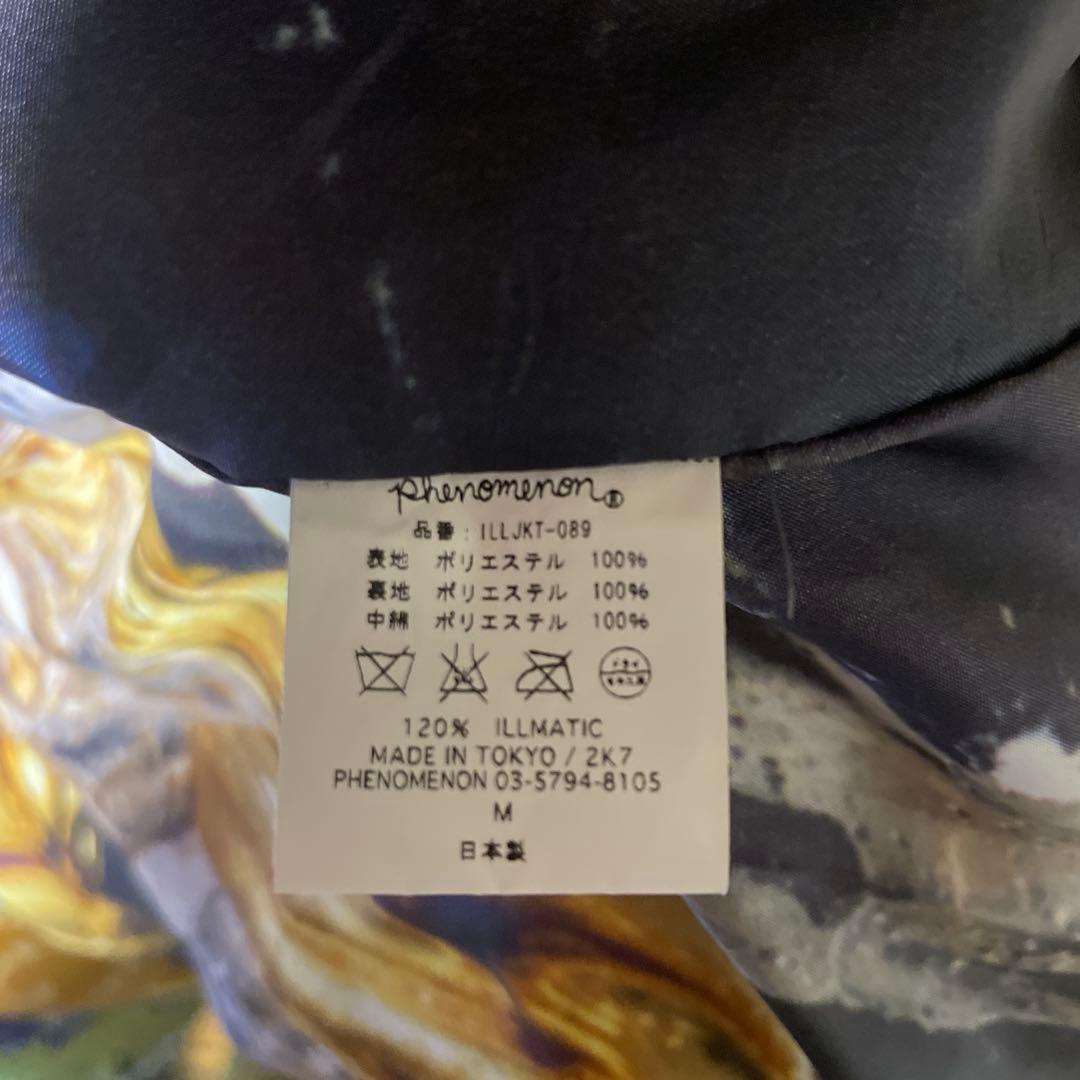 phenomenon®
品番 : ILLJKT-089
表地 ポリエステル 100%
裏地 ポリエステル 100%
中綿 ポリエステル 100%
120% ILLMATIC
MADE IN TOKYO / 2K7
PHENOMENON 03-5794-8105
M
日本製